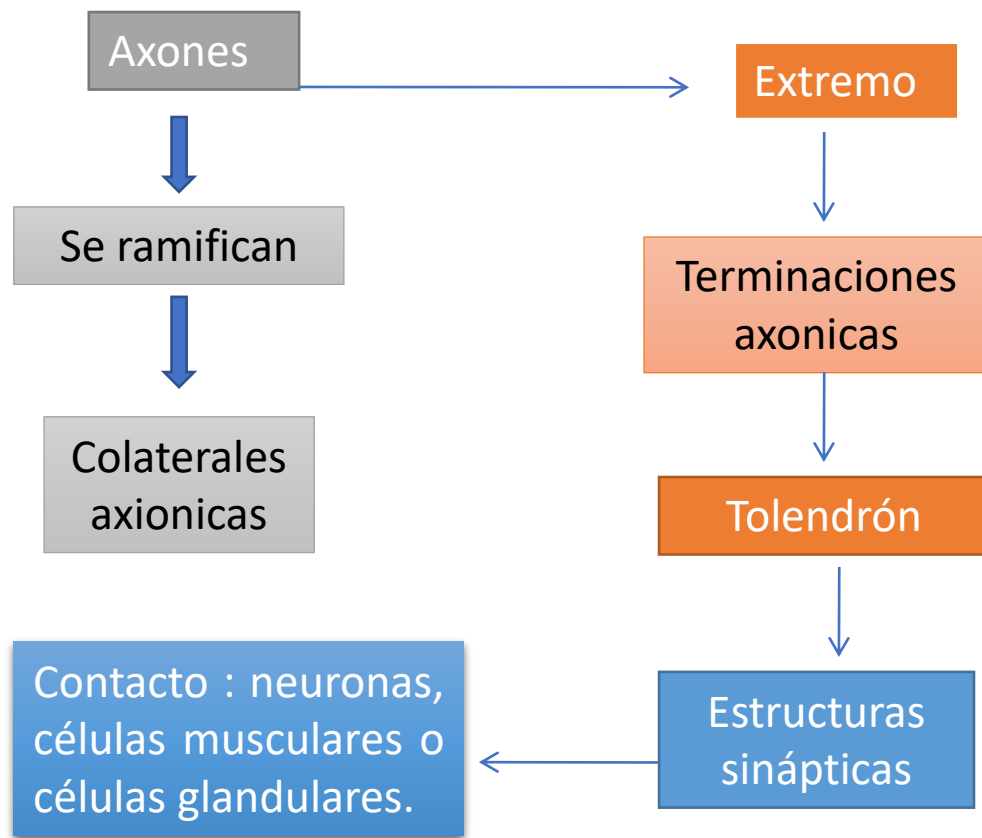 Axones
Extremo
Se ramifican
Terminaciones
axonicas
Colaterales
axionicas
Tolendrón
Contacto : neuronas,
células musculares o
células glandulares.
Estructuras
sinápticas